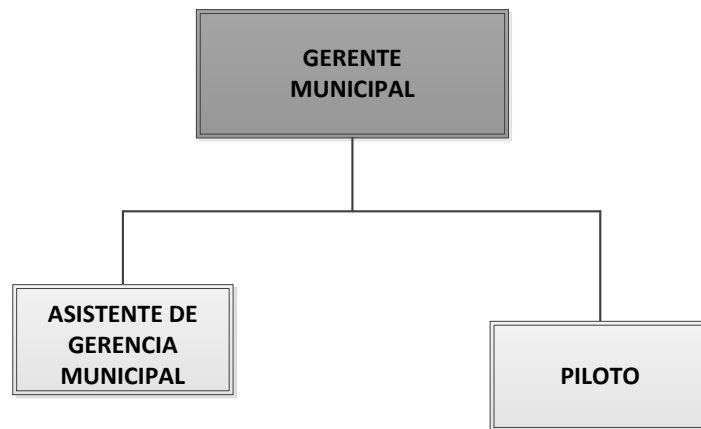 GERENTE
MUNICIPAL
ASISTENTE DE
GERENCIA
MUNICIPAL
PILOTO